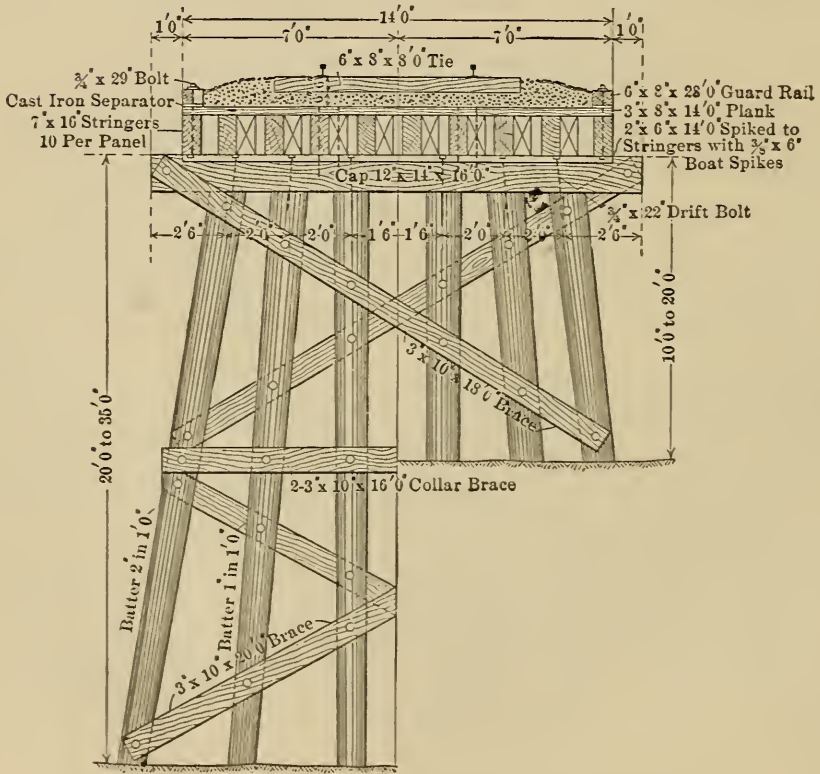 14'0"
1'0" 7'0" 7'0" 1'0"
6" x 8" x 8'0" Tie
¾" x 29" Bolt
Cast Iron Separator
7" x 16" Stringers
10 Per Panel
6" x 8" x 28'0" Guard Rail
3" x 8" x 14'0" Plank
2" x 6" x 14'0" Spiked to
Stringers with ⅜" x 6"
Boat Spikes
Cap 12" x 14" x 16'0"
¾" x 22" Drift Bolt
2'6" 2'0" 2'0" 1'6" 1'6" 2'0" 2'6"
20'0" to 35'0"
10'0" to 20'0"
3" x 10" x 18'0" Brace
2-3" x 10" x 16'0" Collar Brace
Batter 2" in 1'0"
Batter 1" in 1'0"
3" x 10" x 20'0" Brace